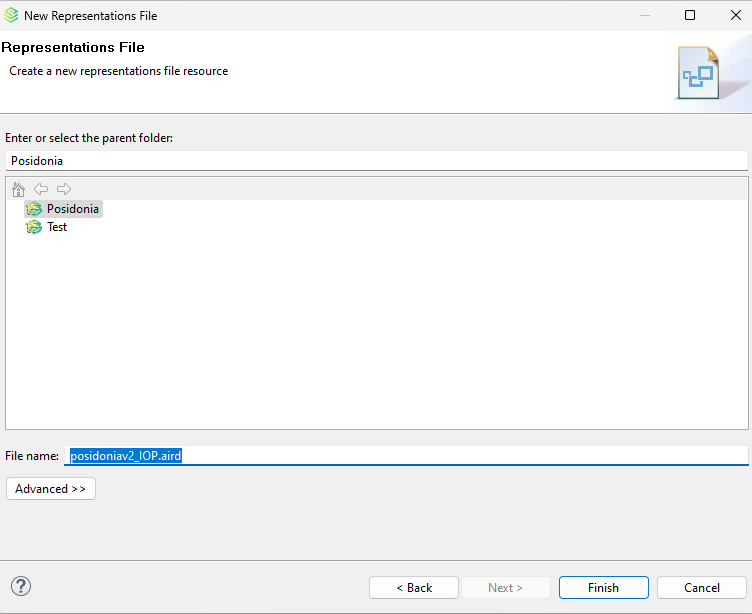 New Representations File
Representations File
Create a new representations file resource
Enter or select the parent folder:
Posidonia
Posidonia
Test
File name: posidoniav2_IOP.aird
Advanced >>
? < Back Next > Finish Cancel